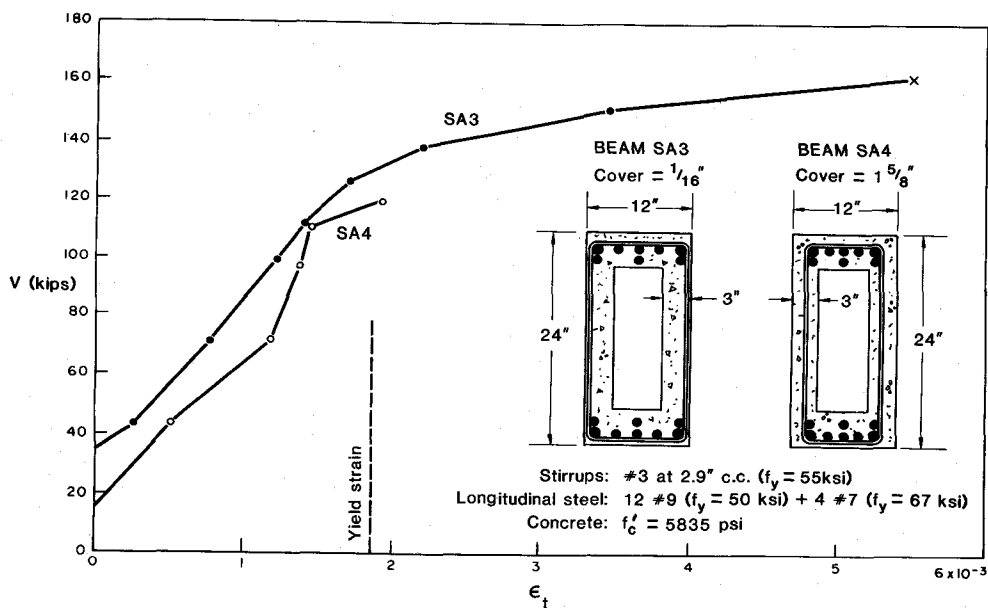 180
160
140
120
100
80
60
40
20
0
V (kips)
SA3
SA4
Yield strain
BEAM SA3
Cover = 1/16"
12"
24"
3"
BEAM SA4
Cover = 1 5/8"
12"
3"
24"
Stirrups: #3 at 2.9" c.c. (fy = 55ksi)
Longitudinal steel: 12 #9 (fy = 50 ksi) + 4 #7 (fy = 67 ksi)
Concrete: f'c = 5835 psi
0
1
2
3
4
5
6 x 10⁻³
ϵt